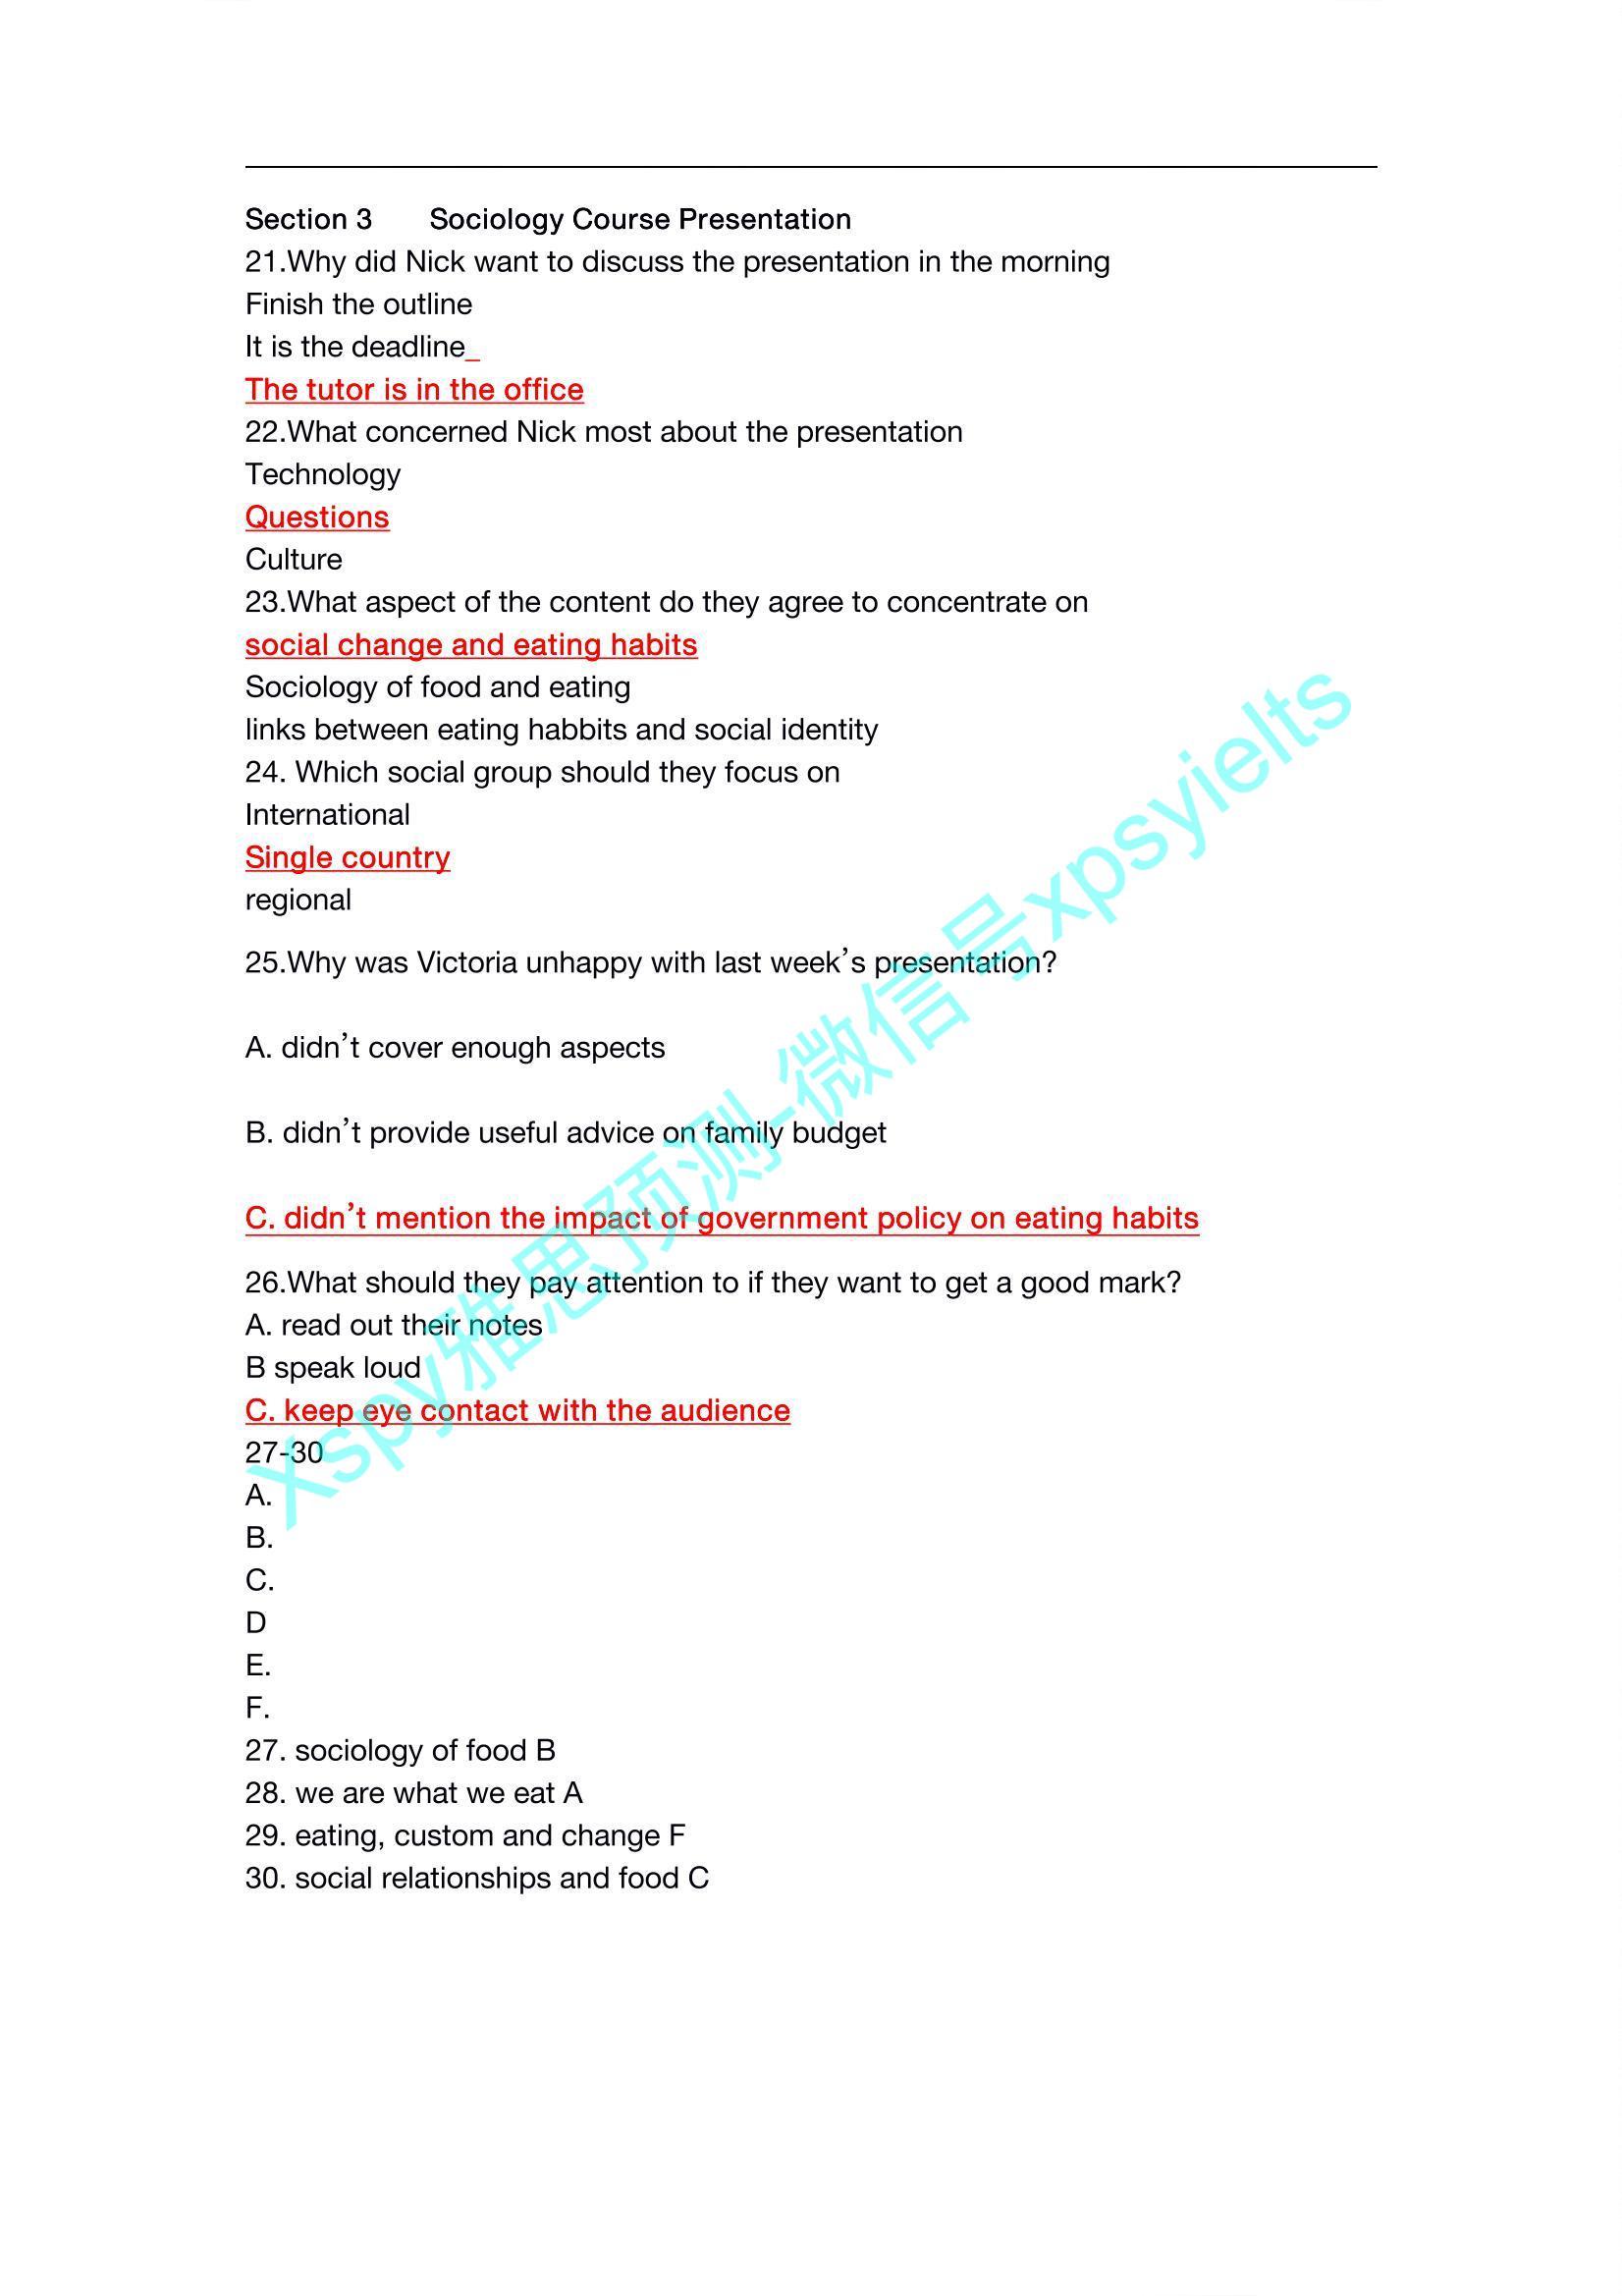 Section 3 Sociology Course Presentation
21.Why did Nick want to discuss the presentation in the morning
Finish the outline
It is the deadline_
The tutor is in the office
22.What concerned Nick most about the presentation
Technology
Questions
Culture
23.What aspect of the content do they agree to concentrate on
social change and eating habits
Sociology of food and eating
links between eating habbits and social identity
24. Which social group should they focus on
International
Single country
regional
25.Why was Victoria unhappy with last week’s presentation?
A. didn’t cover enough aspects
B. didn’t provide useful advice on family budget
C. didn’t mention the impact of government policy on eating habits
26.What should they pay attention to if they want to get a good mark?
A. read out their notes
B speak loud
C. keep eye contact with the audience
27-30
A.
B.
C.
D
E.
F.
27. sociology of food B
28. we are what we eat A
29. eating, custom and change F
30. social relationships and food C
Xspy雅思预测-微信号xpsyielts